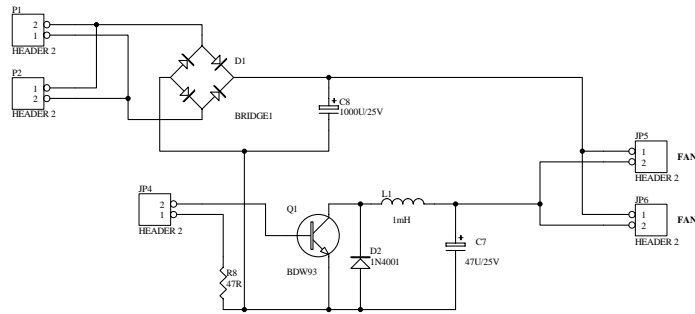 P1
2
1
HEADER 2
P2
1
2
HEADER 2
D1
BRIDGE1
+
C8
1000U/25V
JP5
1
2
HEADER 2
FAN
JP6
1
2
HEADER 2
FAN
JP4
2
1
HEADER 2
R8
47R
Q1
BDW93
L1
1mH
D2
1N4001
+
C7
47U/25V